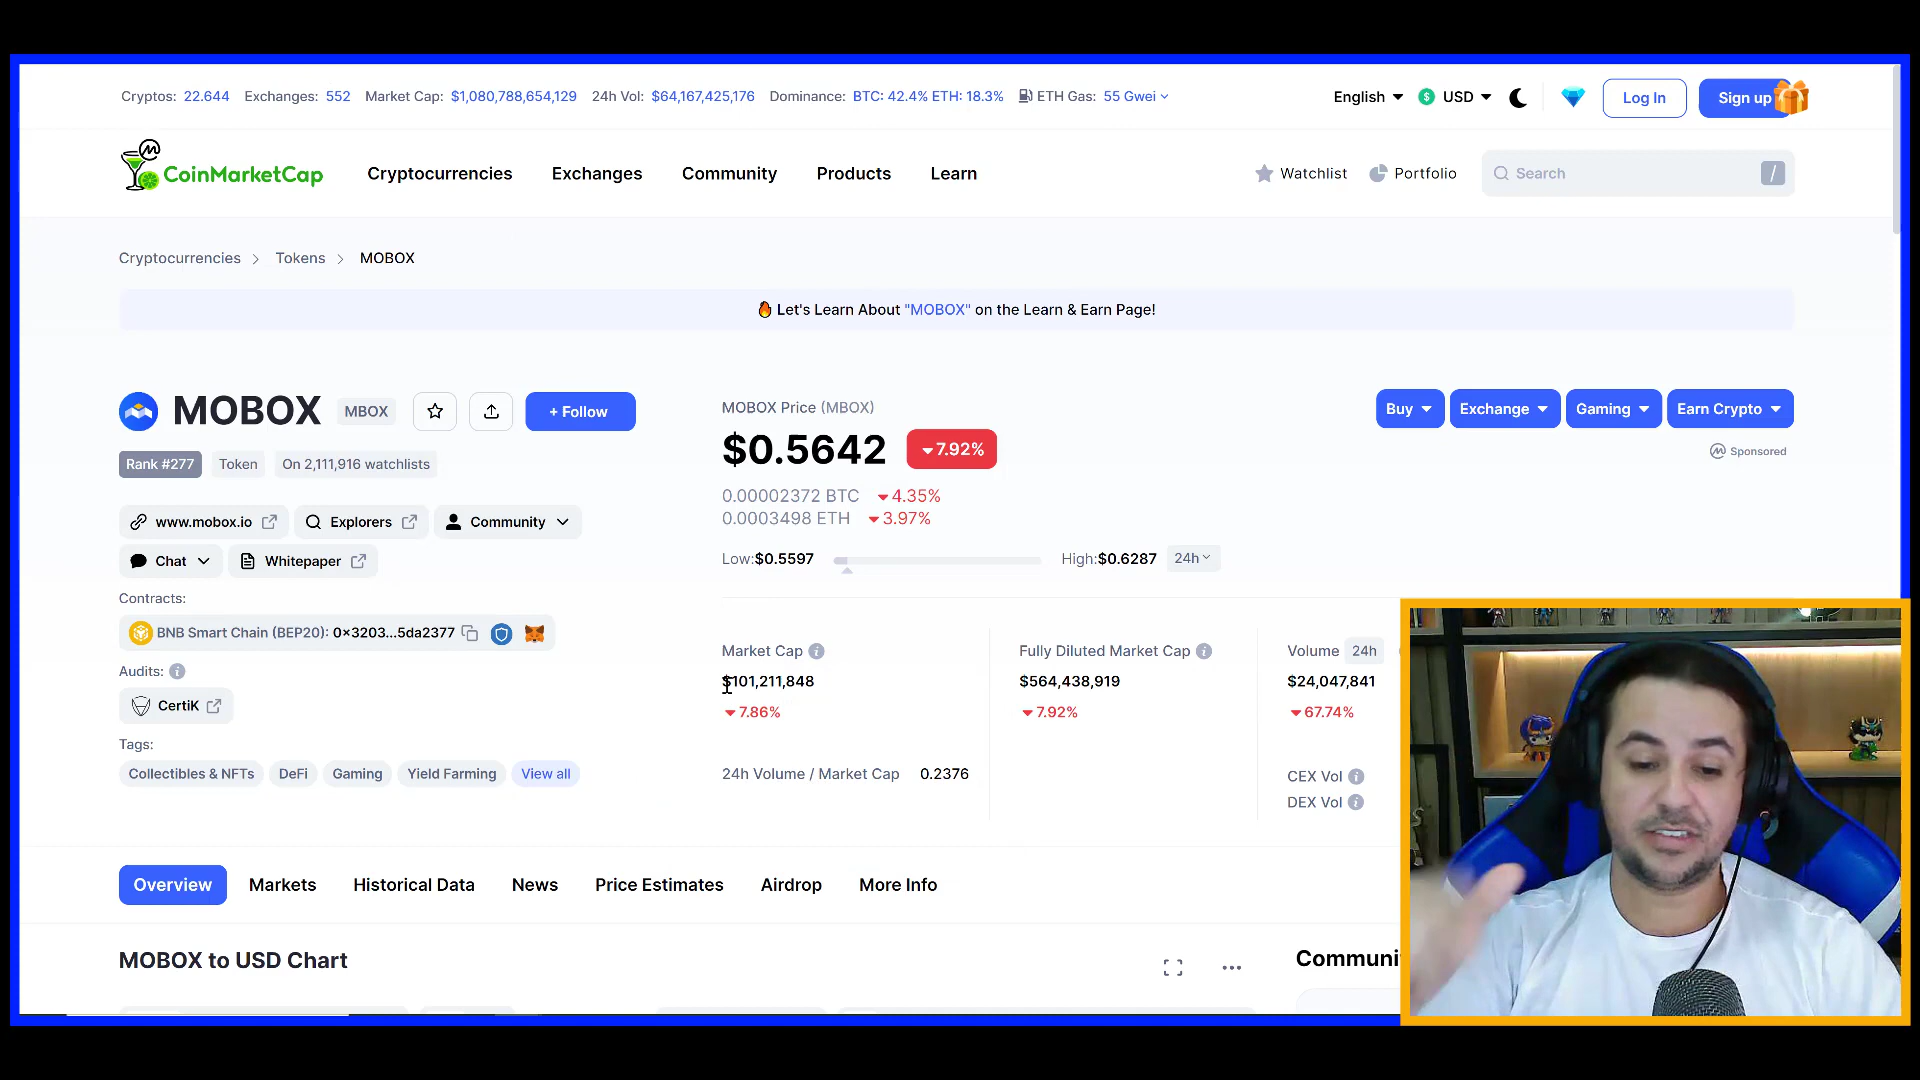 Cryptos: 22.644 Exchanges: 552 Market Cap: $1,080,788,654,129 24h Vol: $64,167,425,176 Dominance: BTC: 42.4% ETH: 18.3% ETH Gas: 55 Gwei English USD Log In Sign up
CoinMarketCap Cryptocurrencies Exchanges Community Products Learn Watchlist Portfolio Search /
Cryptocurrencies > Tokens > MOBOX
Let's Learn About "MOBOX" on the Learn & Earn Page!
MOBOX MBOX + Follow
Rank #277 Token On 2,111,916 watchlists
www.mobox.io Explorers Community
Chat Whitepaper
Contracts:
BNB Smart Chain (BEP20): 0x3203...5da2377
Audits:
CertiK
Tags:
Collectibles & NFTs DeFi Gaming Yield Farming View all
MOBOX Price (MBOX)
$0.5642 7.92%
0.00002372 BTC 4.35%
0.0003498 ETH 3.97%
Low:$0.5597 High:$0.6287 24h
Buy Exchange Gaming Earn Crypto
Sponsored
Market Cap
$101,211,848
7.86%
24h Volume / Market Cap 0.2376
Fully Diluted Market Cap
$564,438,919
7.92%
Volume 24h
$24,047,841
67.74%
CEX Vol
DEX Vol
Overview Markets Historical Data News Price Estimates Airdrop More Info
MOBOX to USD Chart
Communi